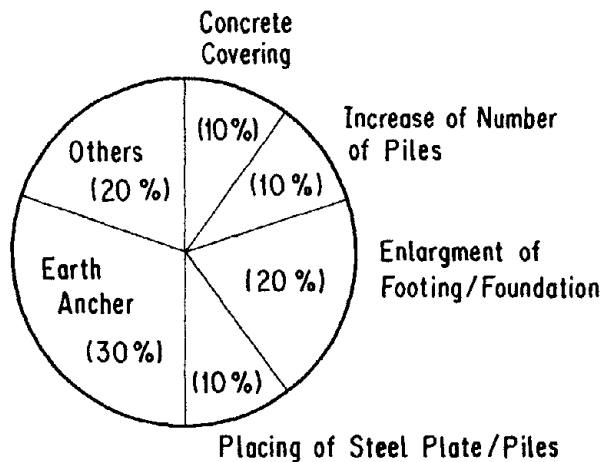 Concrete
Covering
(10%)
Increase of Number
of Piles
(10%)
Enlargment of
Footing/Foundation
(20%)
Placing of Steel Plate/Piles
(10%)
Earth
Ancher
(30%)
Others
(20%)